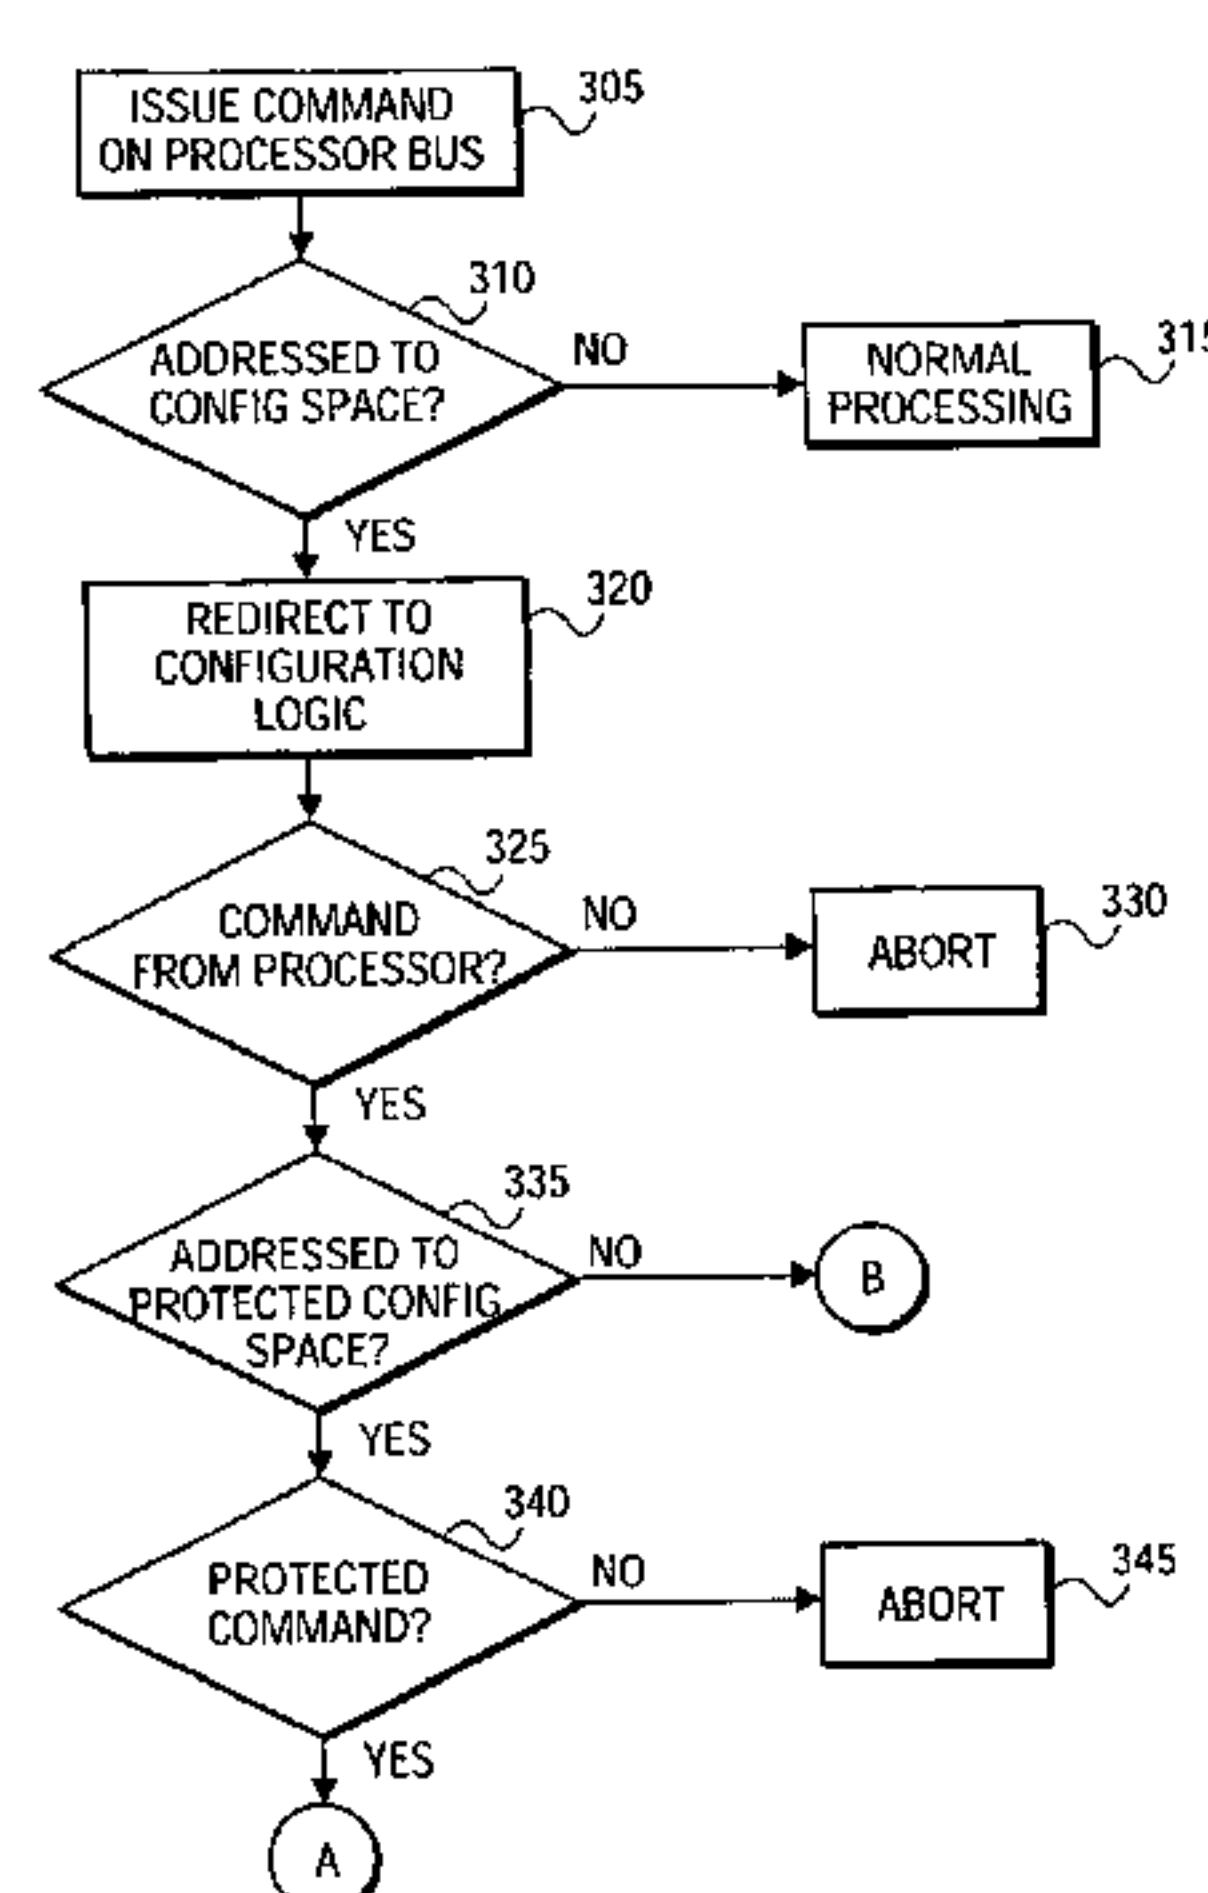 ISSUE COMMAND
ON PROCESSOR BUS
305
310
ADDRESSED TO
CONFIG SPACE?
NO
NORMAL
PROCESSING
315
YES
REDIRECT TO
CONFIGURATION
LOGIC
320
325
COMMAND
FROM PROCESSOR?
NO
ABORT
330
YES
335
ADDRESSED TO
PROTECTED CONFIG
SPACE?
NO
B
YES
340
PROTECTED
COMMAND?
NO
ABORT
345
YES
A